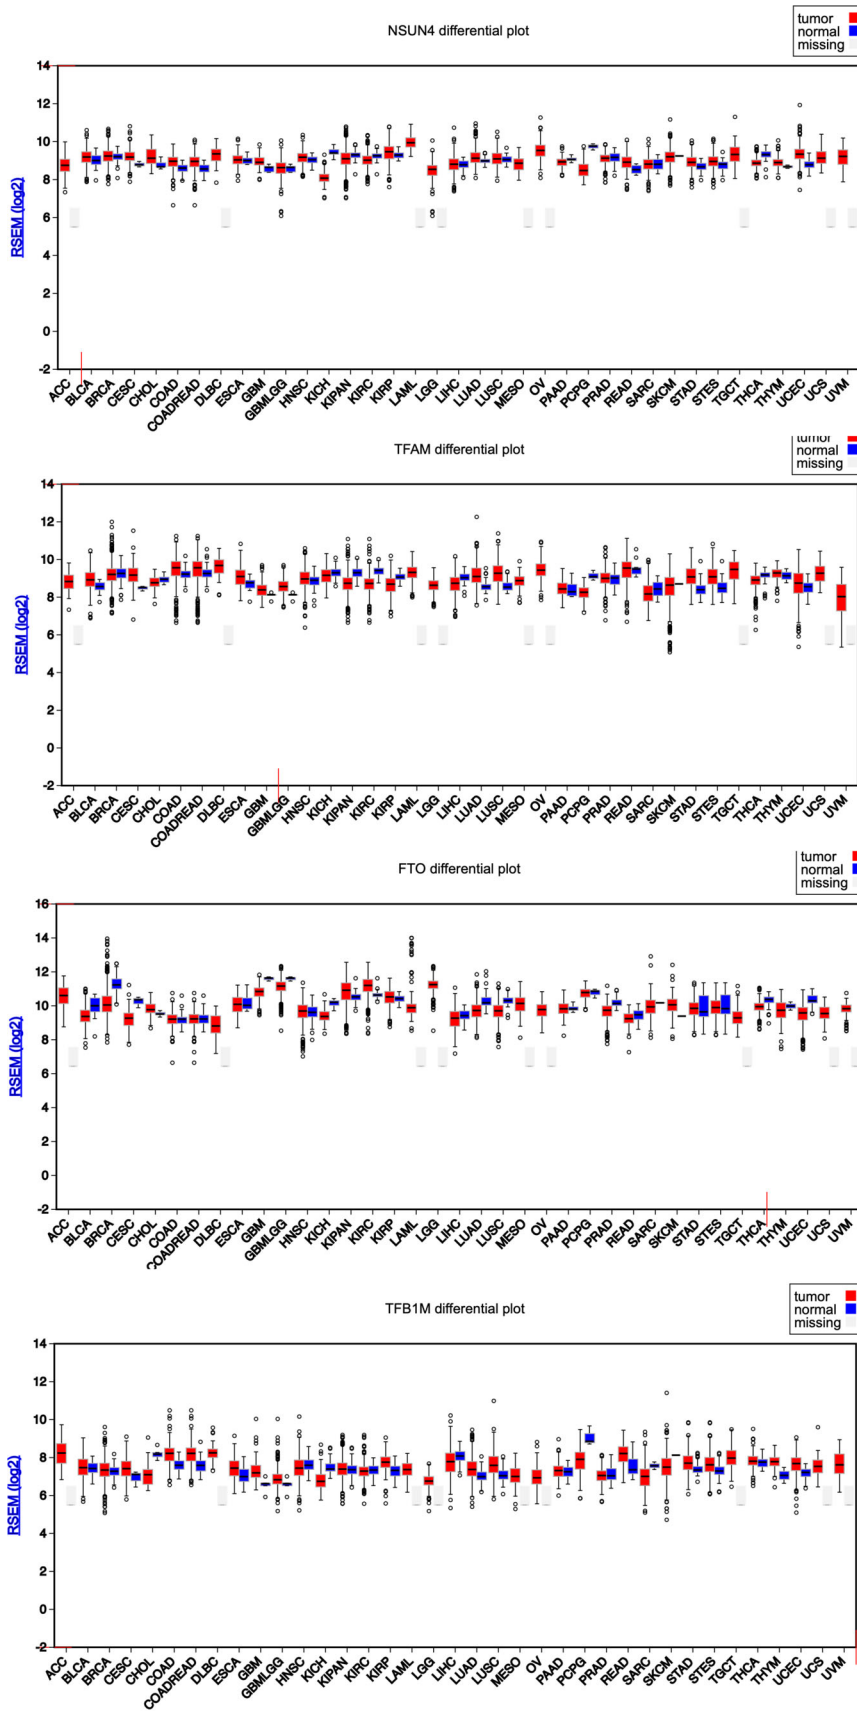 NSUN4 differential plot
tumor
normal
missing
14
12
10
8
6
4
2
0
-2
RSEM (log2)
ACC BLCA BRCA CESC CHOL COAD COADREAD DLBC ESCA GBM GBMLGG HNSC KICH KIPAN KIRC KIRP LAML LGG LIHC LUAD LUSC MESO OV PAAD PCPG PRAD READ SARC SKCM STAD STES TGCT THCA THYM UCEC UCS UVM
TFAM differential plot
tumor
normal
missing
14
12
10
8
6
4
2
0
-2
RSEM (log2)
ACC BLCA BRCA CESC CHOL COAD COADREAD DLBC ESCA GBM GBMLGG HNSC KICH KIPAN KIRC KIRP LAML LGG LIHC LUAD LUSC MESO OV PAAD PCPG PRAD READ SARC SKCM STAD STES TGCT THCA THYM UCEC UCS UVM
FTO differential plot
tumor
normal
missing
16
14
12
10
8
6
4
2
0
-2
RSEM (log2)
ACC BLCA BRCA CESC CHOL COAD COADREAD DLBC ESCA GBM GBMLGG HNSC KICH KIPAN KIRC KIRP LAML LGG LIHC LUAD LUSC MESO OV PAAD PCPG PRAD READ SARC SKCM STAD STES TGCT THCA THYM UCEC UCS UVM
TFB1M differential plot
tumor
normal
missing
14
12
10
8
6
4
2
0
-2
RSEM (log2)
ACC BLCA BRCA CESC CHOL COAD COADREAD DLBC ESCA GBM GBMLGG HNSC KICH KIPAN KIRC KIRP LAML LGG LIHC LUAD LUSC MESO OV PAAD PCPG PRAD READ SARC SKCM STAD STES TGCT THCA THYM UCEC UCS UVM